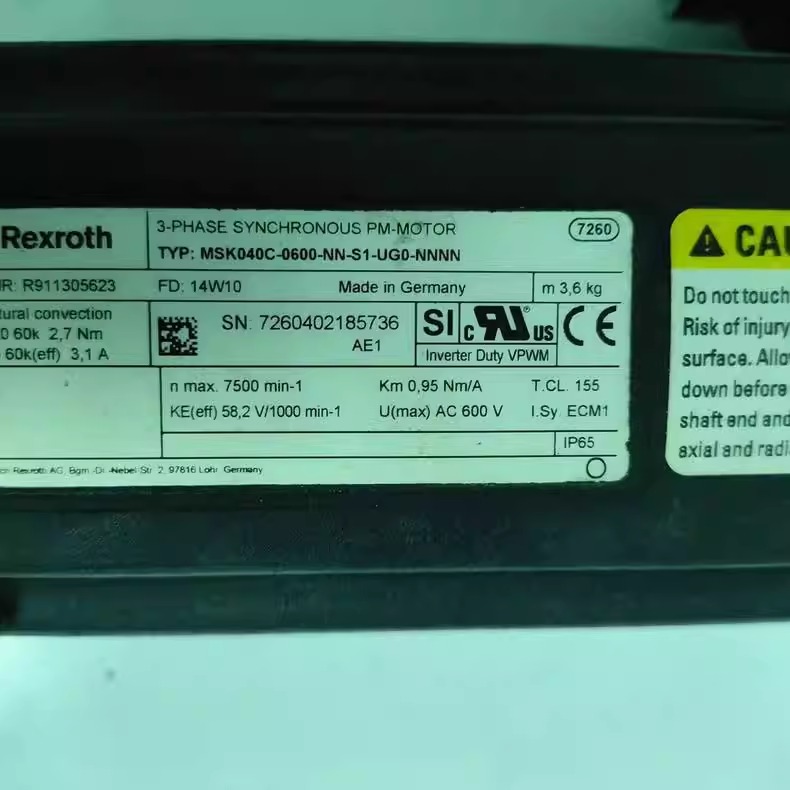 Rexroth
3-PHASE SYNCHRONOUS PM-MOTOR
7260
TYP: MSK040C-0600-NN-S1-UG0-NNNN
R: R911305623
FD: 14W10
Made in Germany
m 3,6 kg
tural convection
0 60k 2,7 Nm
60k(eff) 3,1 A
SN: 7260402185736
AE1
SI
c RU ® US
CE
Inverter Duty VPWM
n max. 7500 min-1
Km 0,95 Nm/A
T.CL. 155
KE(eff) 58,2 V/1000 min-1
U(max) AC 600 V
I.Sy. ECM1
IP65
ch Rexroth AG, Bgm.-Dr.-Nebel-Str. 2, 97816 Lohr, Germany
CAU
Do not touch
Risk of injury
surface. Allo
down before
shaft end and
axial and radi